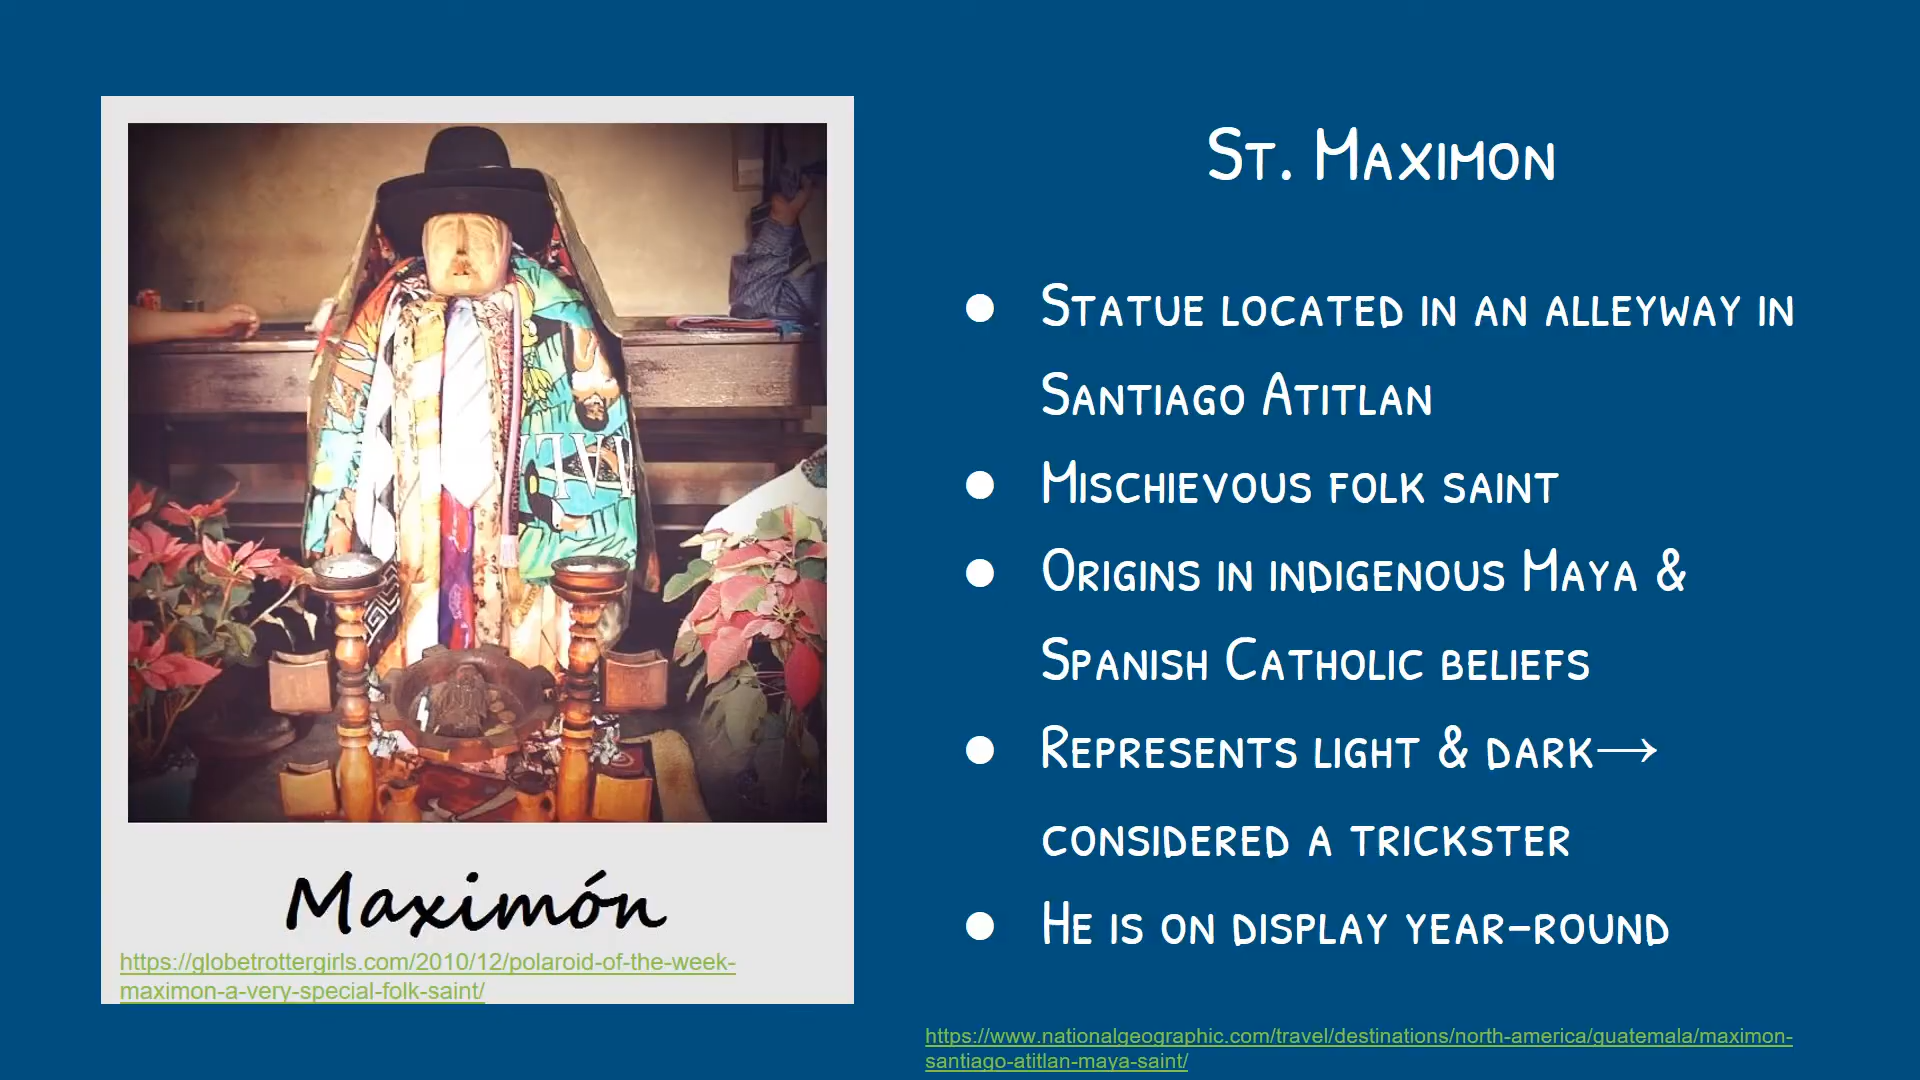 St. Maximon
● Statue located in an alleyway in
Santiago Atitlan
● Mischievous folk saint
● Origins in indigenous Maya &
Spanish Catholic beliefs
● Represents light & dark→
considered a trickster
● He is on display year-round
Maximón
https://globetrottergirls.com/2010/12/polaroid-of-the-week-
maximon-a-very-special-folk-saint/
https://www.nationalgeographic.com/travel/destinations/north-america/guatemala/maximon-
santiago-atitlan-maya-saint/